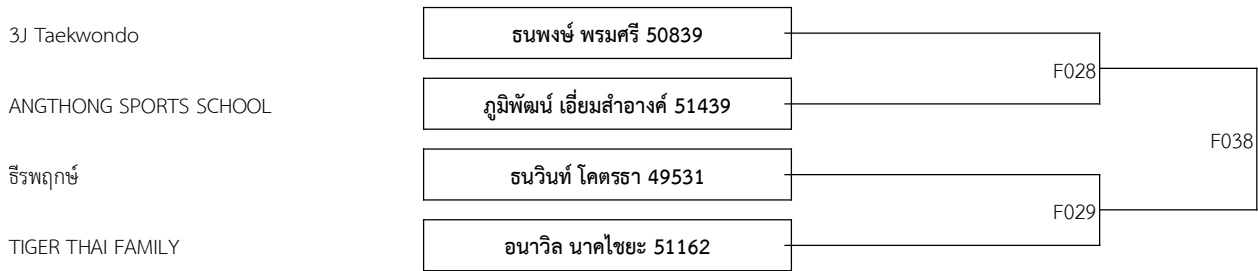 3J Taekwondo
ธนพงษ์ พรมศรี 50839
F028
ANGTHONG SPORTS SCHOOL
ภูมิพัฒน์ เอี่ยมสำอางค์ 51439
F038
ธีรพฤกษ์
ธนวินท์ โคตรธา 49531
F029
TIGER THAI FAMILY
อนาวิล นาคไชยะ 51162